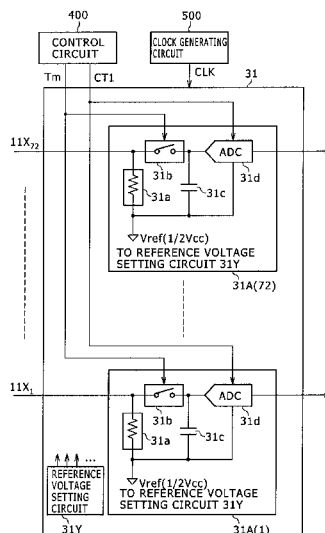 400
500
CONTROL
CIRCUIT
CLOCK GENERATING
CIRCUIT
Tm
CT1
CLK
31
11X72
31b
ADC
31a
31c
31d
Vref(1/2Vcc)
TO REFERENCE VOLTAGE
SETTING CIRCUIT 31Y
31A(72)
11X1
31b
ADC
31a
31c
31d
Vref(1/2Vcc)
TO REFERENCE VOLTAGE
SETTING CIRCUIT 31Y
31A(1)
...
REFERENCE
VOLTAGE
SETTING
CIRCUIT
31Y